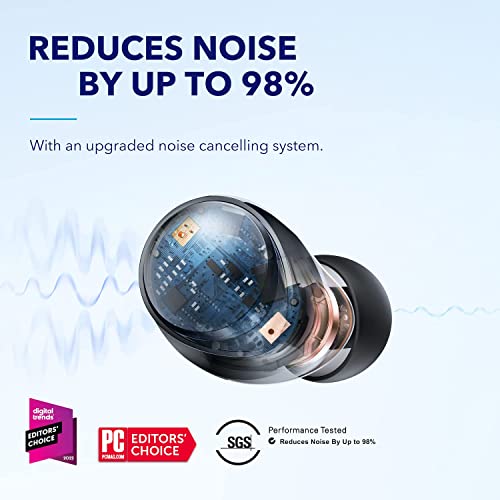 REDUCES NOISE
BY UP TO 98%
With an upgraded noise cancelling system.
digital
trends
EDITORS'
CHOICE
2022
PC
PCMAG.COM
EDITORS'
CHOICE
SGS
Performance Tested
Reduces Noise By Up to 98%